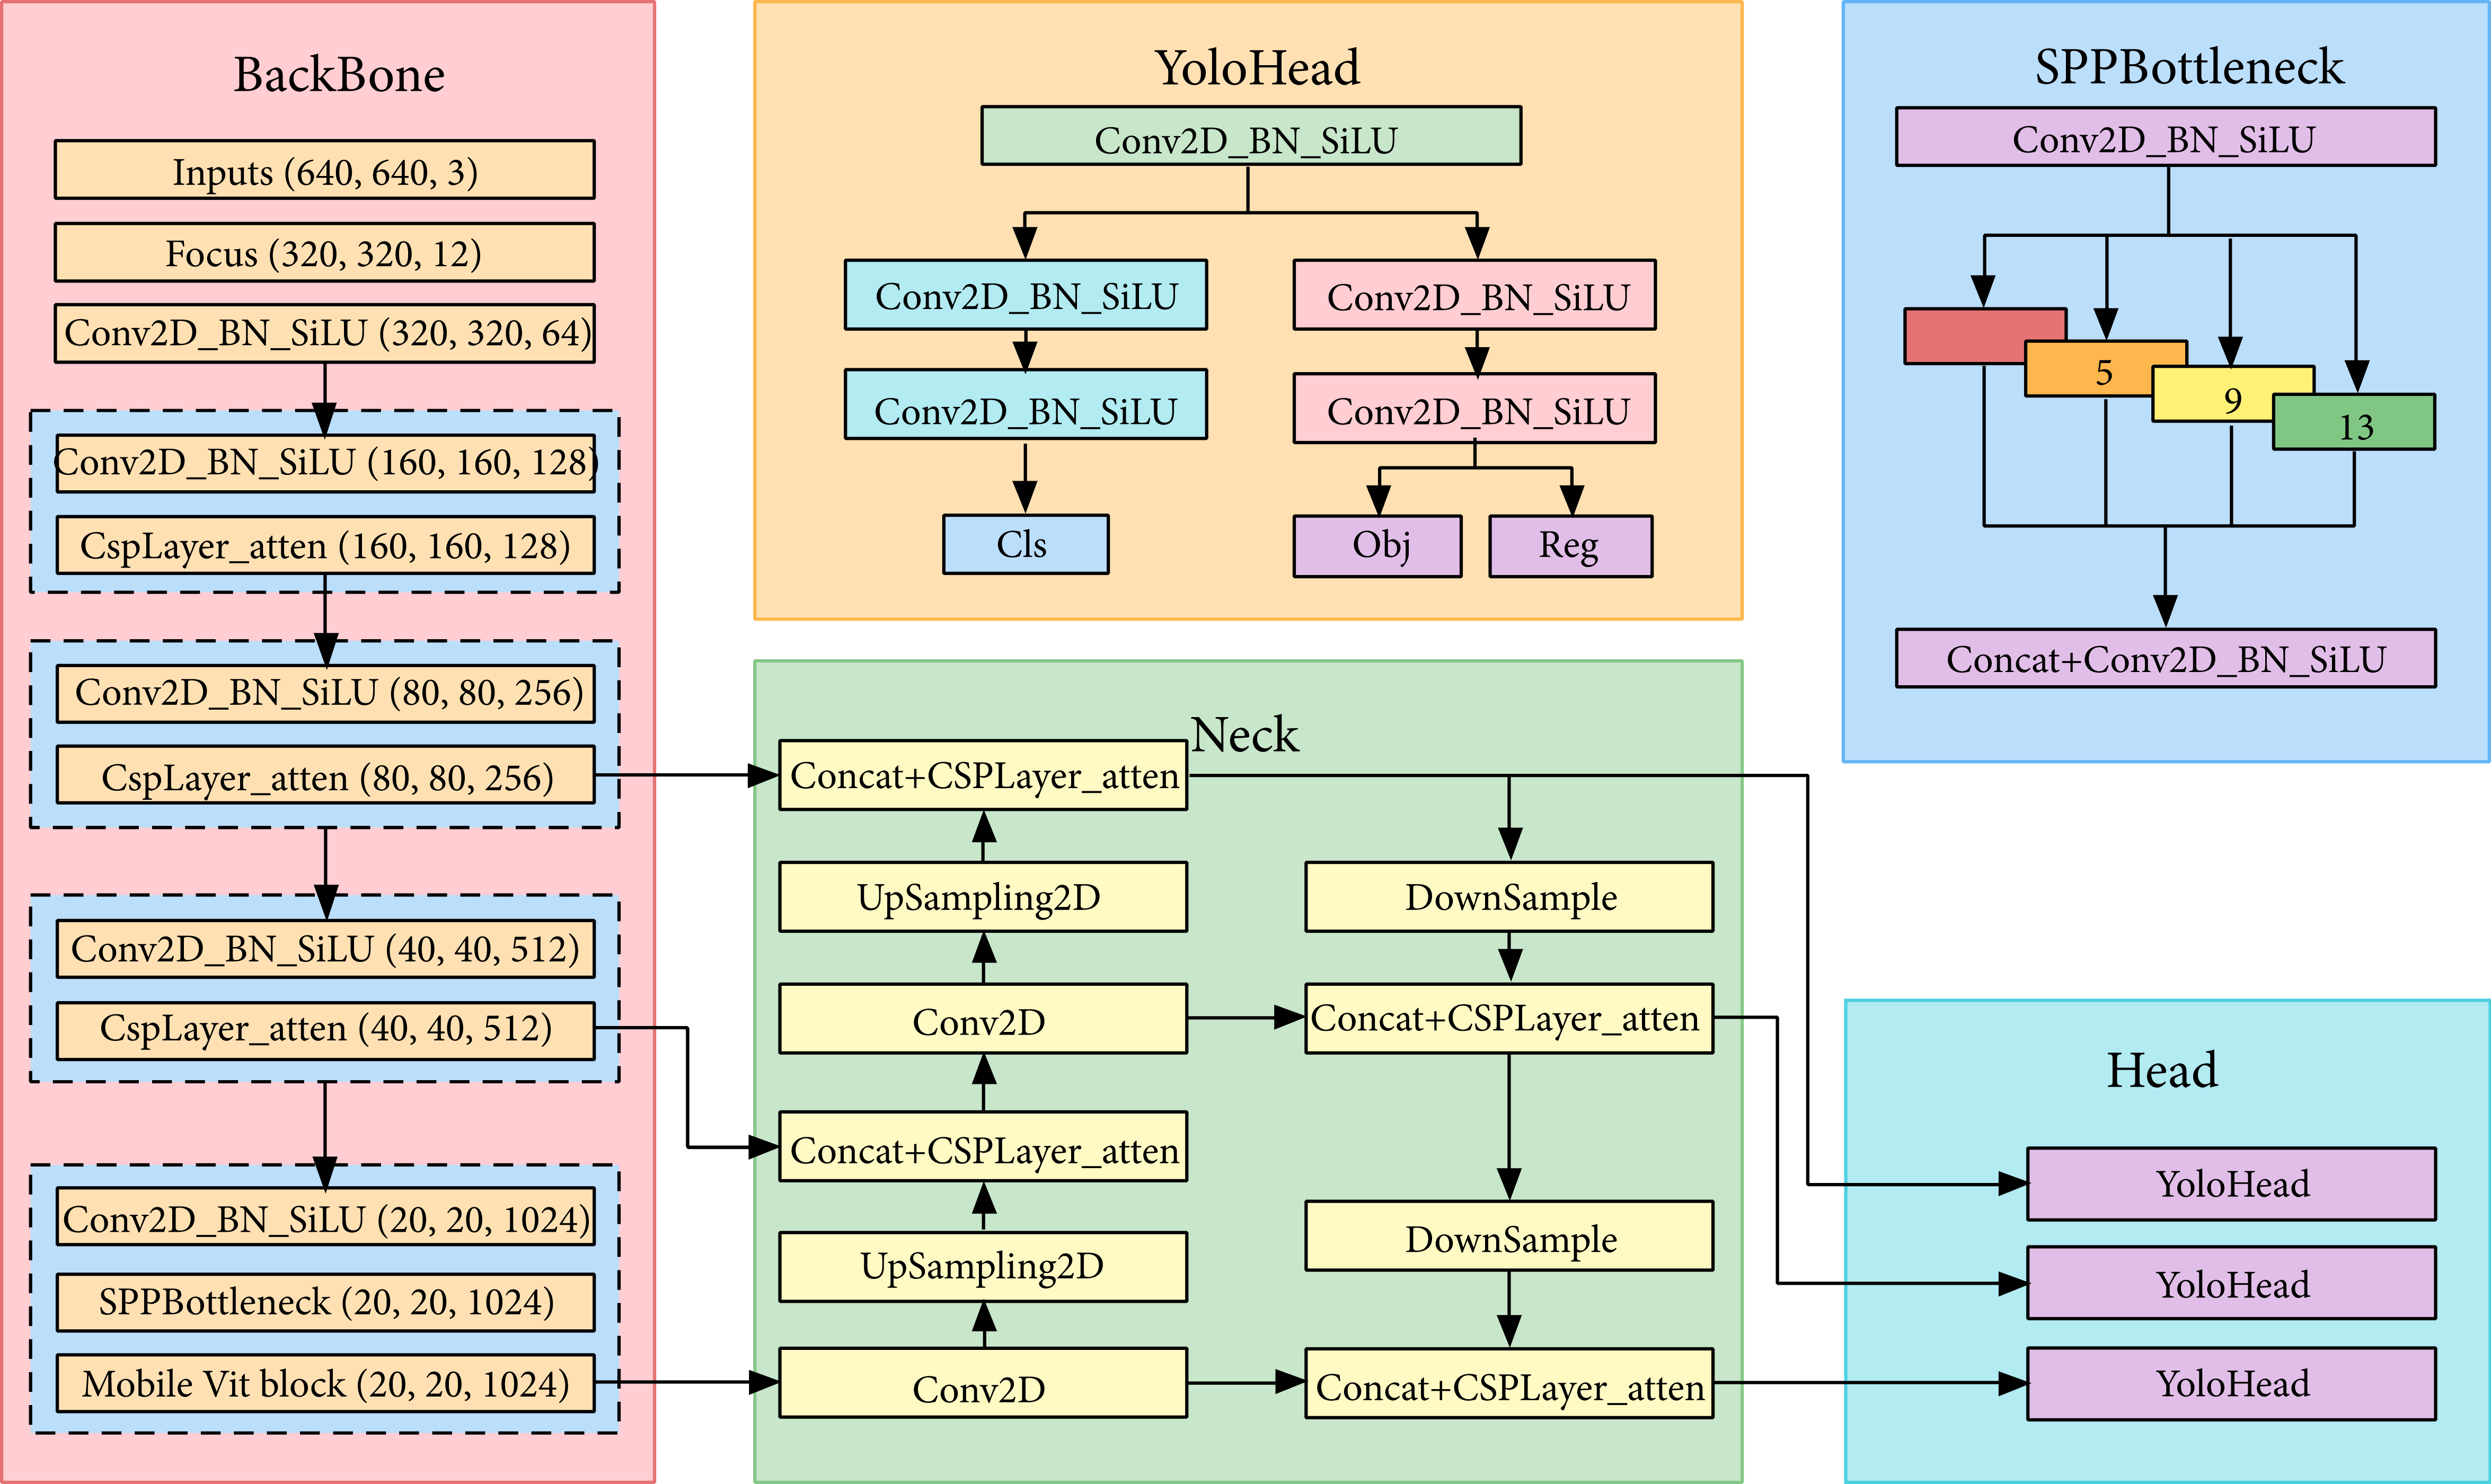 BackBone
Inputs (640, 640, 3)
Focus (320, 320, 12)
Conv2D_BN_SiLU (320, 320, 64)
Conv2D_BN_SiLU (160, 160, 128)
CspLayer_atten (160, 160, 128)
Conv2D_BN_SiLU (80, 80, 256)
CspLayer_atten (80, 80, 256)
Conv2D_BN_SiLU (40, 40, 512)
CspLayer_atten (40, 40, 512)
Conv2D_BN_SiLU (20, 20, 1024)
SPPBottleneck (20, 20, 1024)
Mobile Vit block (20, 20, 1024)
YoloHead
Conv2D_BN_SiLU
Conv2D_BN_SiLU
Conv2D_BN_SiLU
Conv2D_BN_SiLU
Conv2D_BN_SiLU
Cls
Obj
Reg
Neck
Concat+CSPLayer_atten
UpSampling2D
DownSample
Conv2D
Concat+CSPLayer_atten
Concat+CSPLayer_atten
UpSampling2D
DownSample
Conv2D
Concat+CSPLayer_atten
SPPBottleneck
Conv2D_BN_SiLU
5
9
13
Concat+Conv2D_BN_SiLU
Head
YoloHead
YoloHead
YoloHead